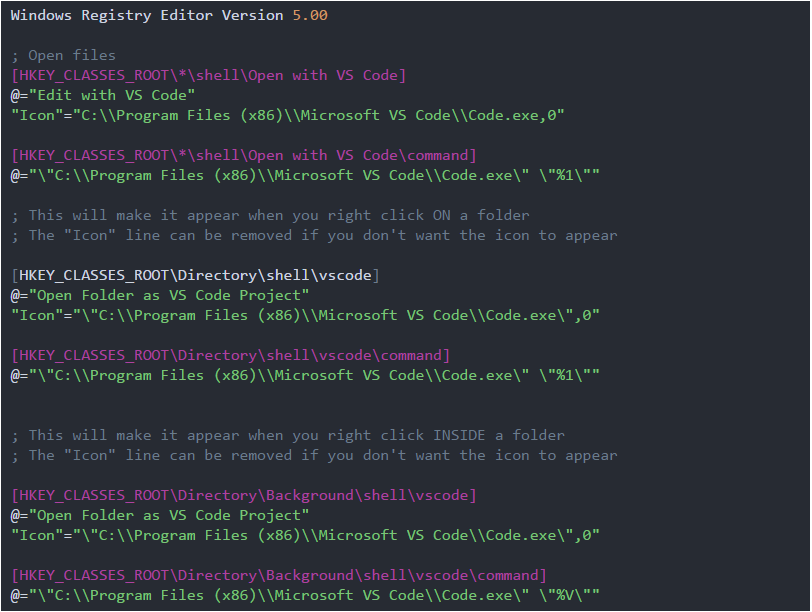 Windows Registry Editor Version 5.00
; Open files
[HKEY_CLASSES_ROOT\*\shell\Open with VS Code]
@="Edit with VS Code"
"Icon"="C:\\Program Files (x86)\\Microsoft VS Code\\Code.exe,0"
[HKEY_CLASSES_ROOT\*\shell\Open with VS Code\command]
@="\"C:\\Program Files (x86)\\Microsoft VS Code\\Code.exe\" \"%1\""
; This will make it appear when you right click ON a folder
; The "Icon" line can be removed if you don't want the icon to appear
[HKEY_CLASSES_ROOT\Directory\shell\vscode]
@="Open Folder as VS Code Project"
"Icon"="\"C:\\Program Files (x86)\\Microsoft VS Code\\Code.exe\",0"
[HKEY_CLASSES_ROOT\Directory\shell\vscode\command]
@="\"C:\\Program Files (x86)\\Microsoft VS Code\\Code.exe\" \"%1\""
; This will make it appear when you right click INSIDE a folder
; The "Icon" line can be removed if you don't want the icon to appear
[HKEY_CLASSES_ROOT\Directory\Background\shell\vscode]
@="Open Folder as VS Code Project"
"Icon"="\"C:\\Program Files (x86)\\Microsoft VS Code\\Code.exe\",0"
[HKEY_CLASSES_ROOT\Directory\Background\shell\vscode\command]
@="\"C:\\Program Files (x86)\\Microsoft VS Code\\Code.exe\" \"%V\""